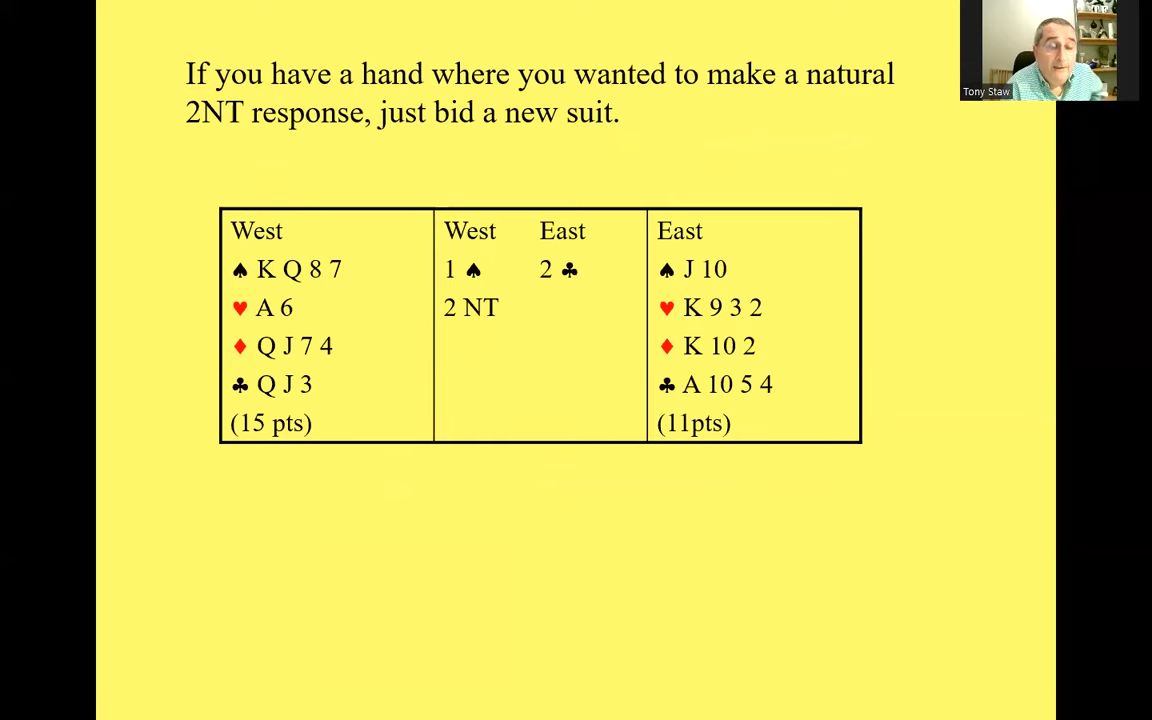 If you have a hand where you wanted to make a natural
2NT response, just bid a new suit.
Tony Staw
West West East East
♠ K Q 8 7 1 ♠ 2 ♣ ♠ J 10
♥ A 6 2 NT ♥ K 9 3 2
♦ Q J 7 4 ♦ K 10 2
♣ Q J 3 ♣ A 10 5 4
(15 pts) (11pts)